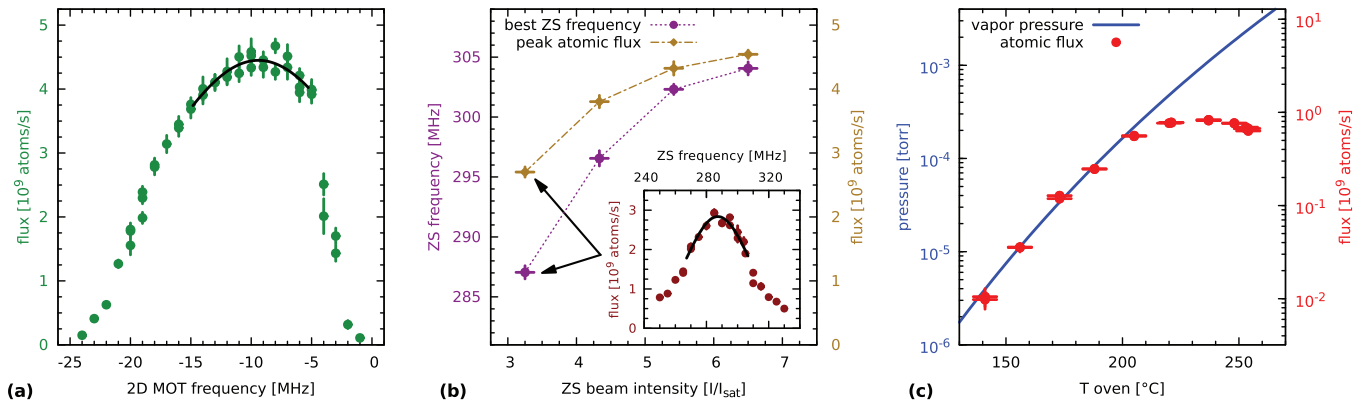 5
4
3
2
1
0
flux [10⁹ atoms/s]
-25 -20 -15 -10 -5 0
2D MOT frequency [MHz]
(a)
best ZS frequency
peak atomic flux
305
300
295
290
285
ZS frequency [MHz]
5
4
3
2
1
0
flux [10⁹ atoms/s]
ZS frequency [MHz]
240 280 320
3
2
1
0
flux [10⁹ atoms/s]
3 4 5 6 7
ZS beam intensity [I/I_sat]
(b)
vapor pressure
atomic flux
10⁻³
10⁻⁴
10⁻⁵
10⁻⁶
pressure [torr]
10¹
10⁰
10⁻¹
10⁻²
flux [10⁹ atoms/s]
150 200 250
T oven [°C]
(c)